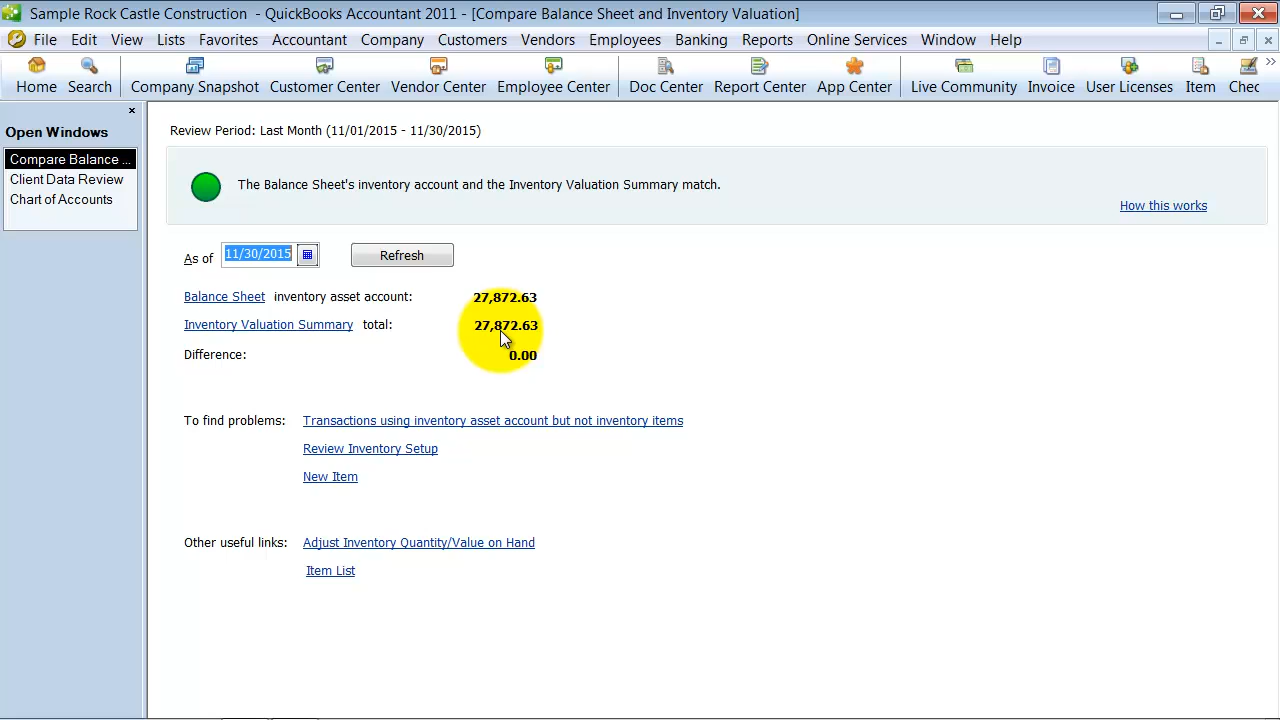 Sample Rock Castle Construction - QuickBooks Accountant 2011 - [Compare Balance Sheet and Inventory Valuation]
File Edit View Lists Favorites Accountant Company Customers Vendors Employees Banking Reports Online Services Window Help
Home Search Company Snapshot Customer Center Vendor Center Employee Center Doc Center Report Center App Center Live Community Invoice User Licenses Item Chec
Open Windows
Compare Balance ...
Client Data Review
Chart of Accounts
Review Period: Last Month (11/01/2015 - 11/30/2015)
The Balance Sheet's inventory account and the Inventory Valuation Summary match.
How this works
As of 11/30/2015 Refresh
Balance Sheet inventory asset account: 27,872.63
Inventory Valuation Summary total: 27,872.63
Difference: 0.00
To find problems: Transactions using inventory asset account but not inventory items
Review Inventory Setup
New Item
Other useful links: Adjust Inventory Quantity/Value on Hand
Item List